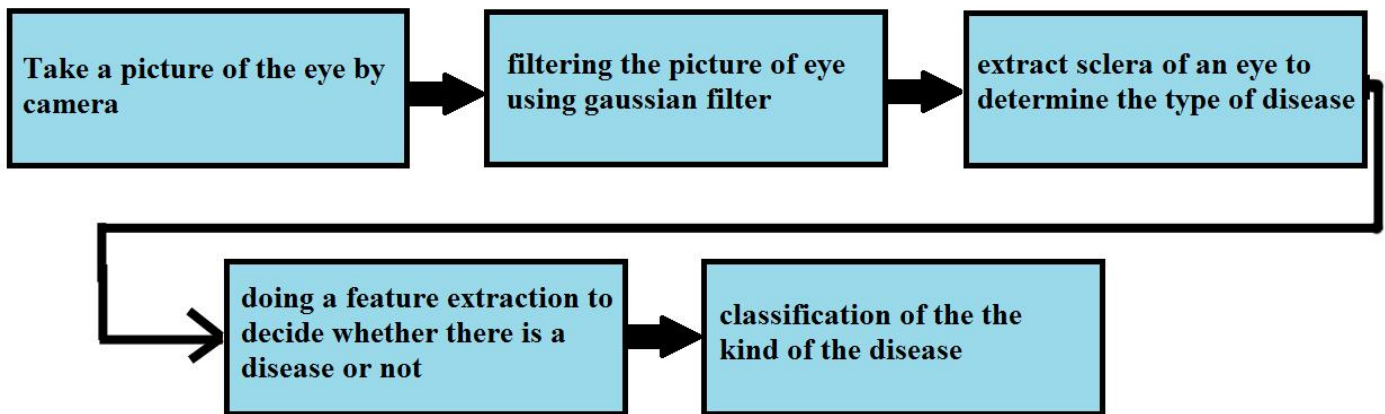 Take a picture of the eye by
camera
filtering the picture of eye
using gaussian filter
extract sclera of an eye to
determine the type of disease
doing a feature extraction to
decide whether there is a
disease or not
classification of the the
kind of the disease